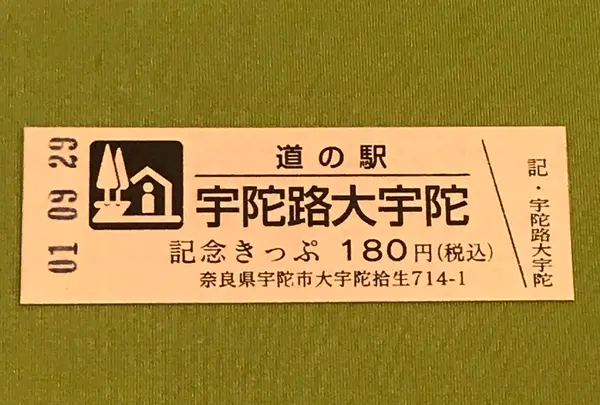 01 09 29
道の駅
宇陀路大宇陀
記念きっぷ 180円(税込)
奈良県宇陀市大宇陀拾生714-1
記・宇陀路大宇陀